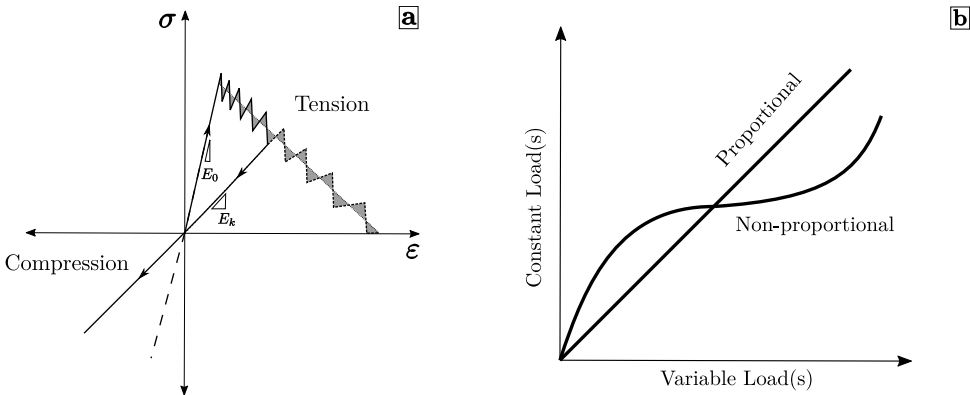 σ
a
Tension
E₀
Eₖ
ε
Compression
b
Proportional
Non-proportional
Constant Load(s)
Variable Load(s)